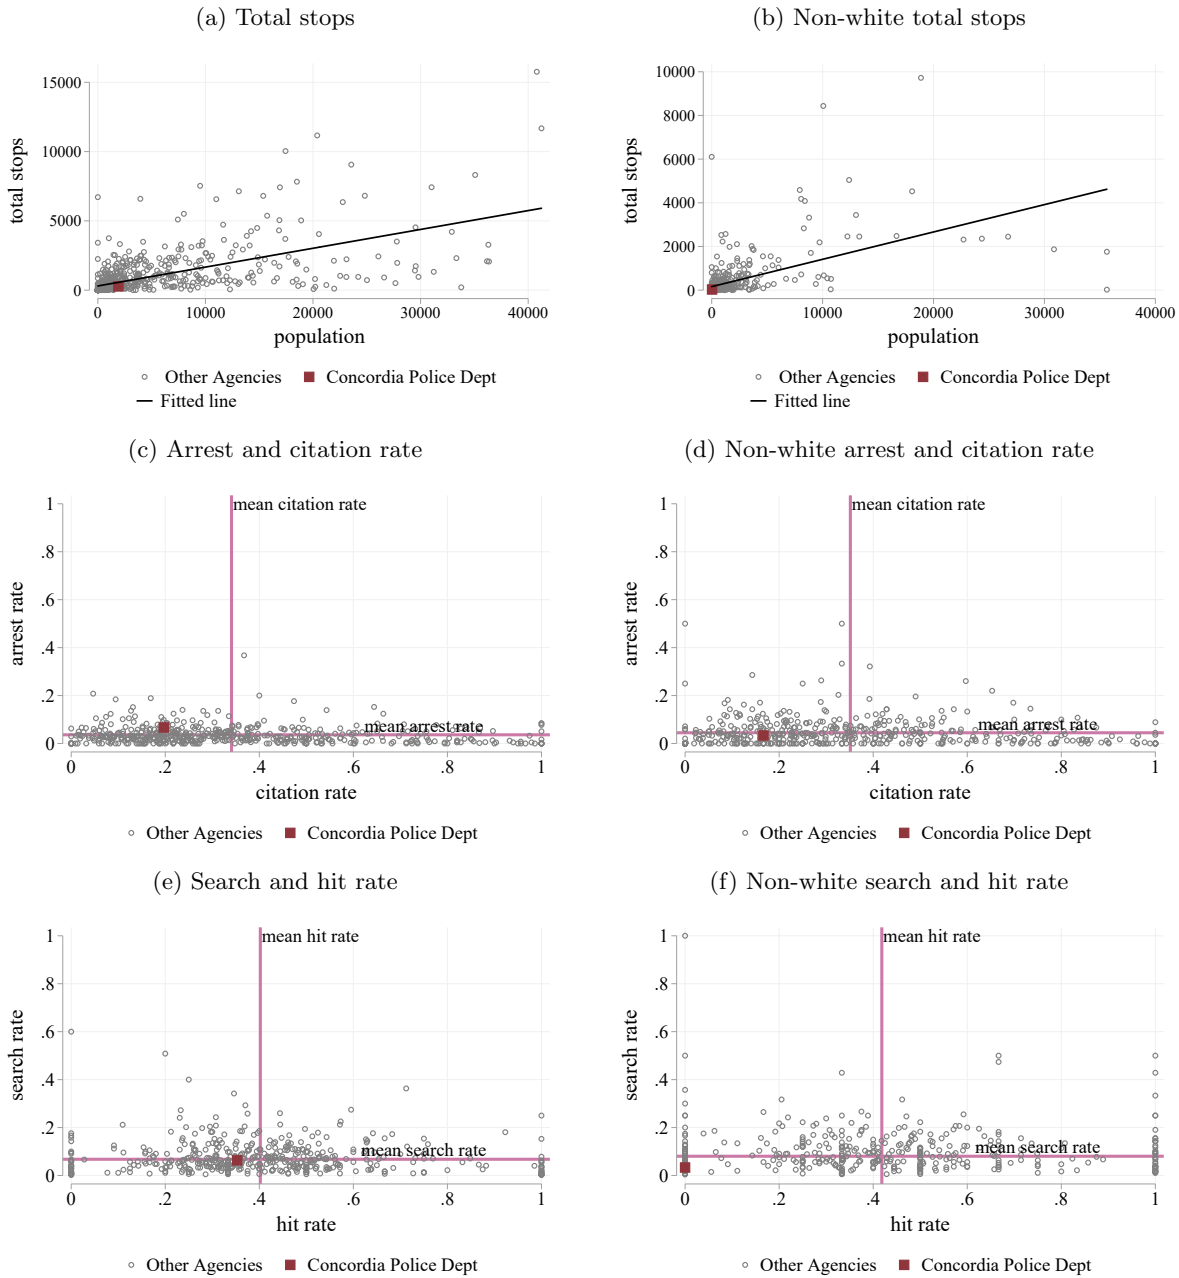 (a) Total stops
(b) Non-white total stops
total stops
15000
10000
5000
0
0 10000 20000 30000 40000
population
Other Agencies Concordia Police Dept
Fitted line
total stops
10000
8000
6000
4000
2000
0
0 10000 20000 30000 40000
population
Other Agencies Concordia Police Dept
Fitted line
(c) Arrest and citation rate
(d) Non-white arrest and citation rate
arrest rate
1
.8
.6
.4
.2
0
mean citation rate
mean arrest rate
0 .2 .4 .6 .8 1
citation rate
Other Agencies Concordia Police Dept
arrest rate
1
.8
.6
.4
.2
0
mean citation rate
mean arrest rate
0 .2 .4 .6 .8 1
citation rate
Other Agencies Concordia Police Dept
(e) Search and hit rate
(f) Non-white search and hit rate
search rate
1
.8
.6
.4
.2
0
mean hit rate
mean search rate
0 .2 .4 .6 .8 1
hit rate
Other Agencies Concordia Police Dept
search rate
1
.8
.6
.4
.2
0
mean hit rate
mean search rate
0 .2 .4 .6 .8 1
hit rate
Other Agencies Concordia Police Dept